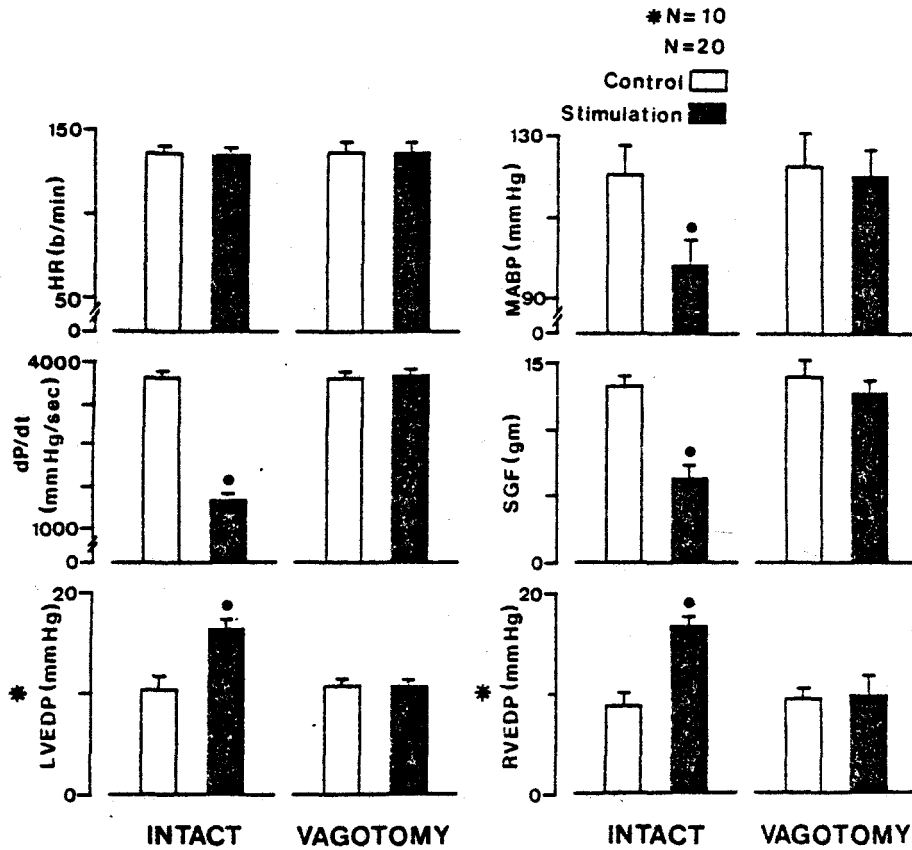 ✱ N=10
N=20
Control
Stimulation
150
HR (b/min)
50
0
130
MABP (mmHg)
90
0
4000
dP/dt
(mmHg/sec)
1000
0
15
SGF (gm)
0
20
✱
LVEDP (mmHg)
0
20
✱
RVEDP (mmHg)
0
INTACT VAGOTOMY
INTACT VAGOTOMY